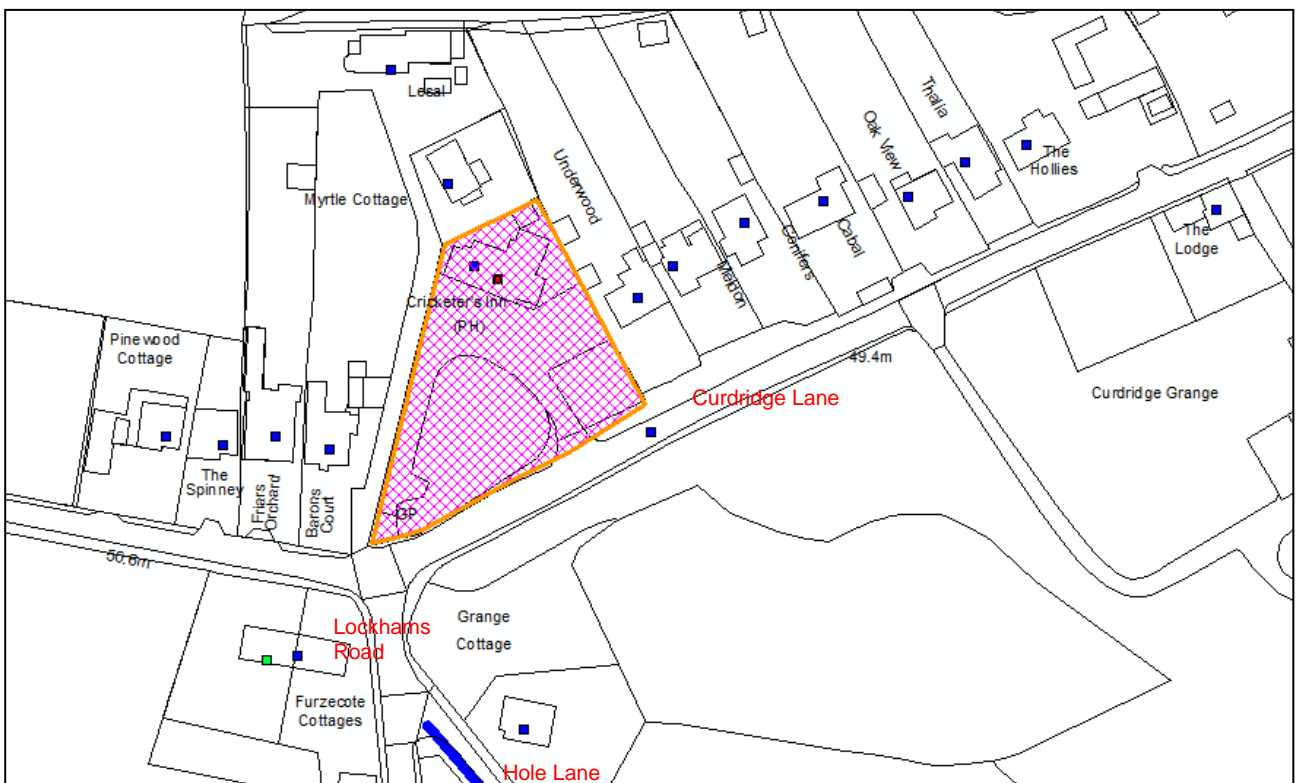 Lesal
Thalia
Oak View
The
Hollies
Underwood
Myrtle Cottage
The
Lodge
Cabal
Conifers
Maldon
Cricketer's Inn
(PH)
Pinewood
Cottage
49.4m
Curdridge Lane
Curdridge Grange
The
Spinney
Friars
Orchard
Barons
Court
GP
50.6m
Grange
Cottage
Lockhams
Road
Furzecote
Cottages
Hole Lane